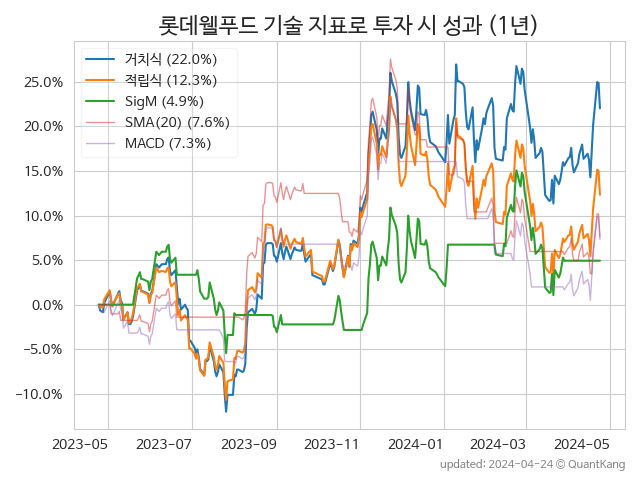 롯데웰푸드 기술 지표로 투자 시 성과 (1년)
거치식 (22.0%)
적립식 (12.3%)
SigM (4.9%)
SMA(20) (7.6%)
MACD (7.3%)
25.0%
20.0%
15.0%
10.0%
5.0%
0.0%
−5.0%
−10.0%
2023-05 2023-07 2023-09 2023-11 2024-01 2024-03 2024-05
updated: 2024-04-24 © QuantKang